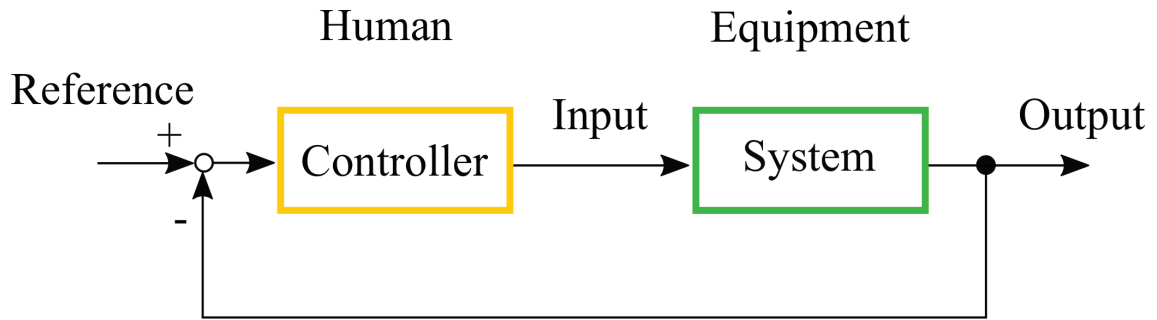 Human
Equipment
Reference
+
Controller
Input
System
Output
-